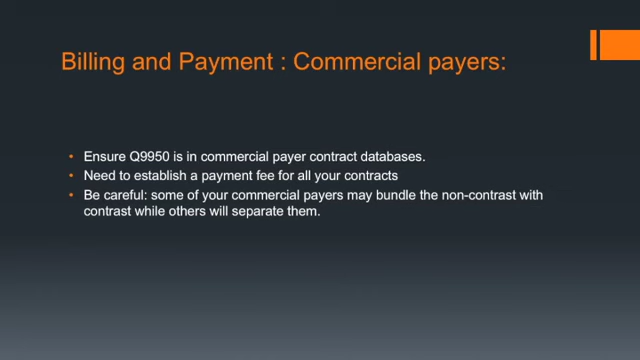 Billing and Payment : Commercial payers:
• Ensure Q9950 is in commercial payer contract databases.
• Need to establish a payment fee for all your contracts
• Be careful: some of your commercial payers may bundle the non-contrast with
contrast while others will separate them.